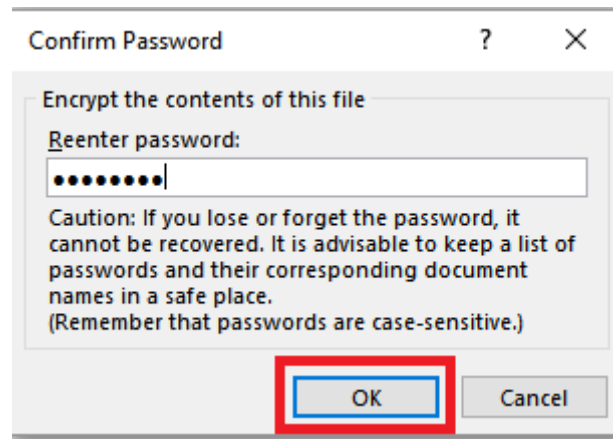 Confirm Password ? ×
Encrypt the contents of this file
Reenter password:
••••••••
Caution: If you lose or forget the password, it
cannot be recovered. It is advisable to keep a list of
passwords and their corresponding document
names in a safe place.
(Remember that passwords are case-sensitive.)
OK Cancel